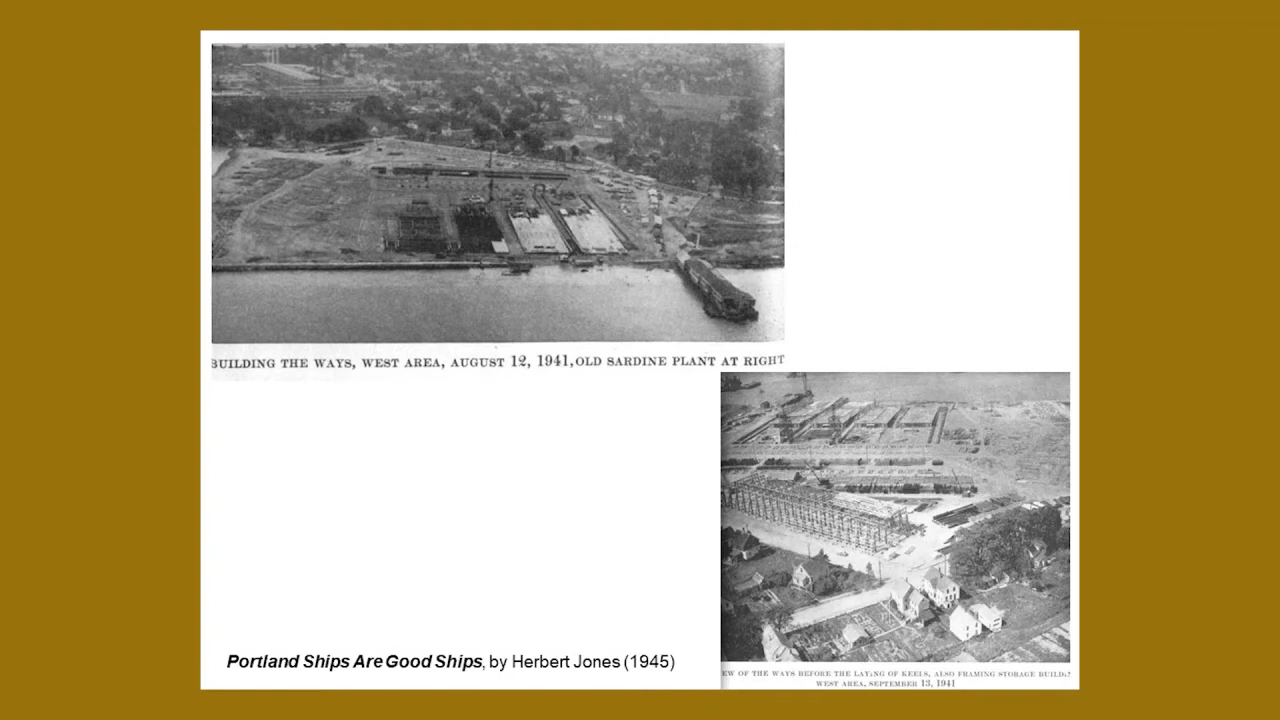 BUILDING THE WAYS, WEST AREA, AUGUST 12, 1941, OLD SARDINE PLANT AT RIGHT
EW OF THE WAYS BEFORE THE LAYING OF KEELS, ALSO FRAMING STORAGE
WEST AREA, SEPTEMBER 13, 1941
Portland Ships Are Good Ships, by Herbert Jones (1945)